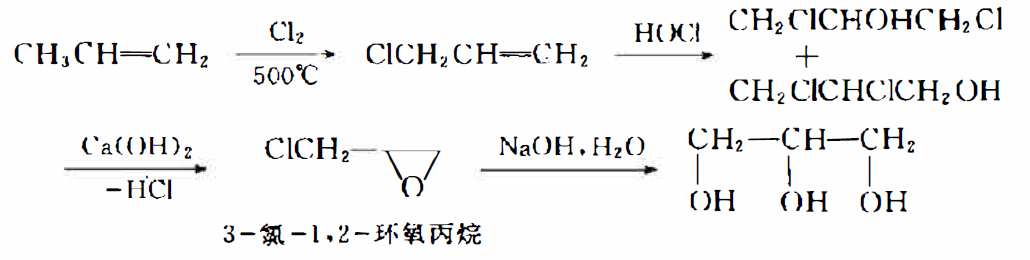 CH₃CH=CH₂ Cl₂ 500℃ ClCH₂CH=CH₂ HOCl CH₂ClCHOHCH₂Cl
+
CH₂ClCHClCH₂OH
Ca(OH)₂ -HCl ClCH₂ O NaOH,H₂O CH₂-CH-CH₂
OH OH OH
3-氯-1,2-环氧丙烷